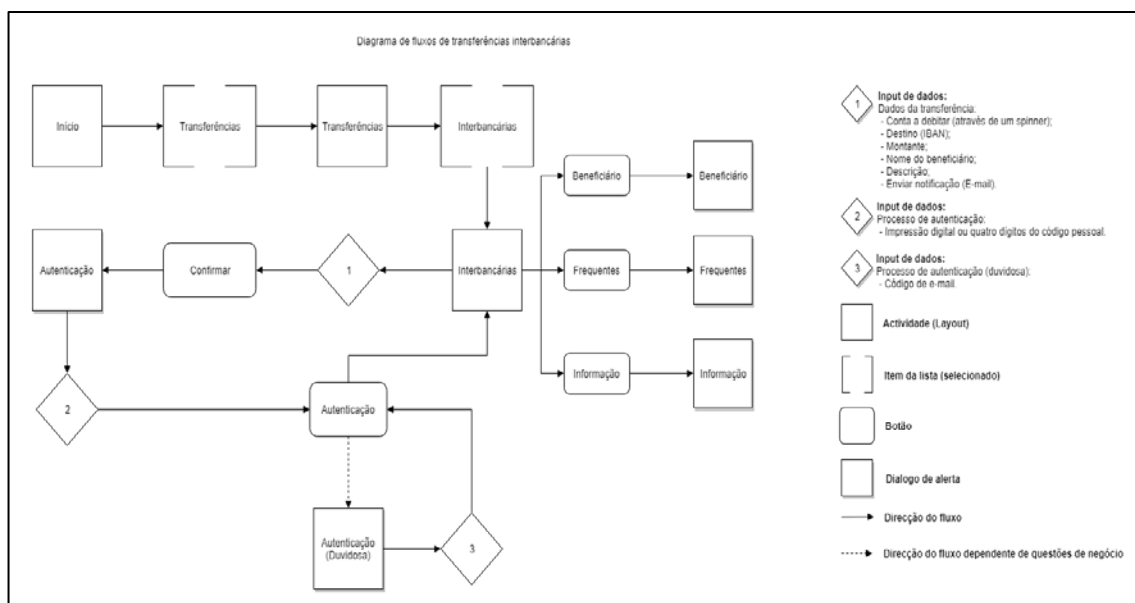 Diagrama de fluxos de transferências interbancárias
Início
Transferências
Transferências
Interbancárias
Beneficiário
Beneficiário
Autenticação
Confirmar
1
Interbancárias
Frequentes
Frequentes
Informação
Informação
2
Autenticação
Autenticação
(Duvidosa)
3
1
Input de dados:
Dados da transferência:
- Conta a debitar (através de um spinner);
- Destino (IBAN);
- Montante;
- Nome do beneficiário;
- Descrição;
- Enviar notificação (E-mail).
2
Input de dados:
Processo de autenticação:
- Impressão digital ou quatro dígitos do código pessoal.
3
Input de dados:
Processo de autenticação (duvidosa):
- Código de e-mail.
Actividade (Layout)
Item da lista (selecionado)
Botão
Dialogo de alerta
Direcção do fluxo
Direcção do fluxo dependente de questões de negócio